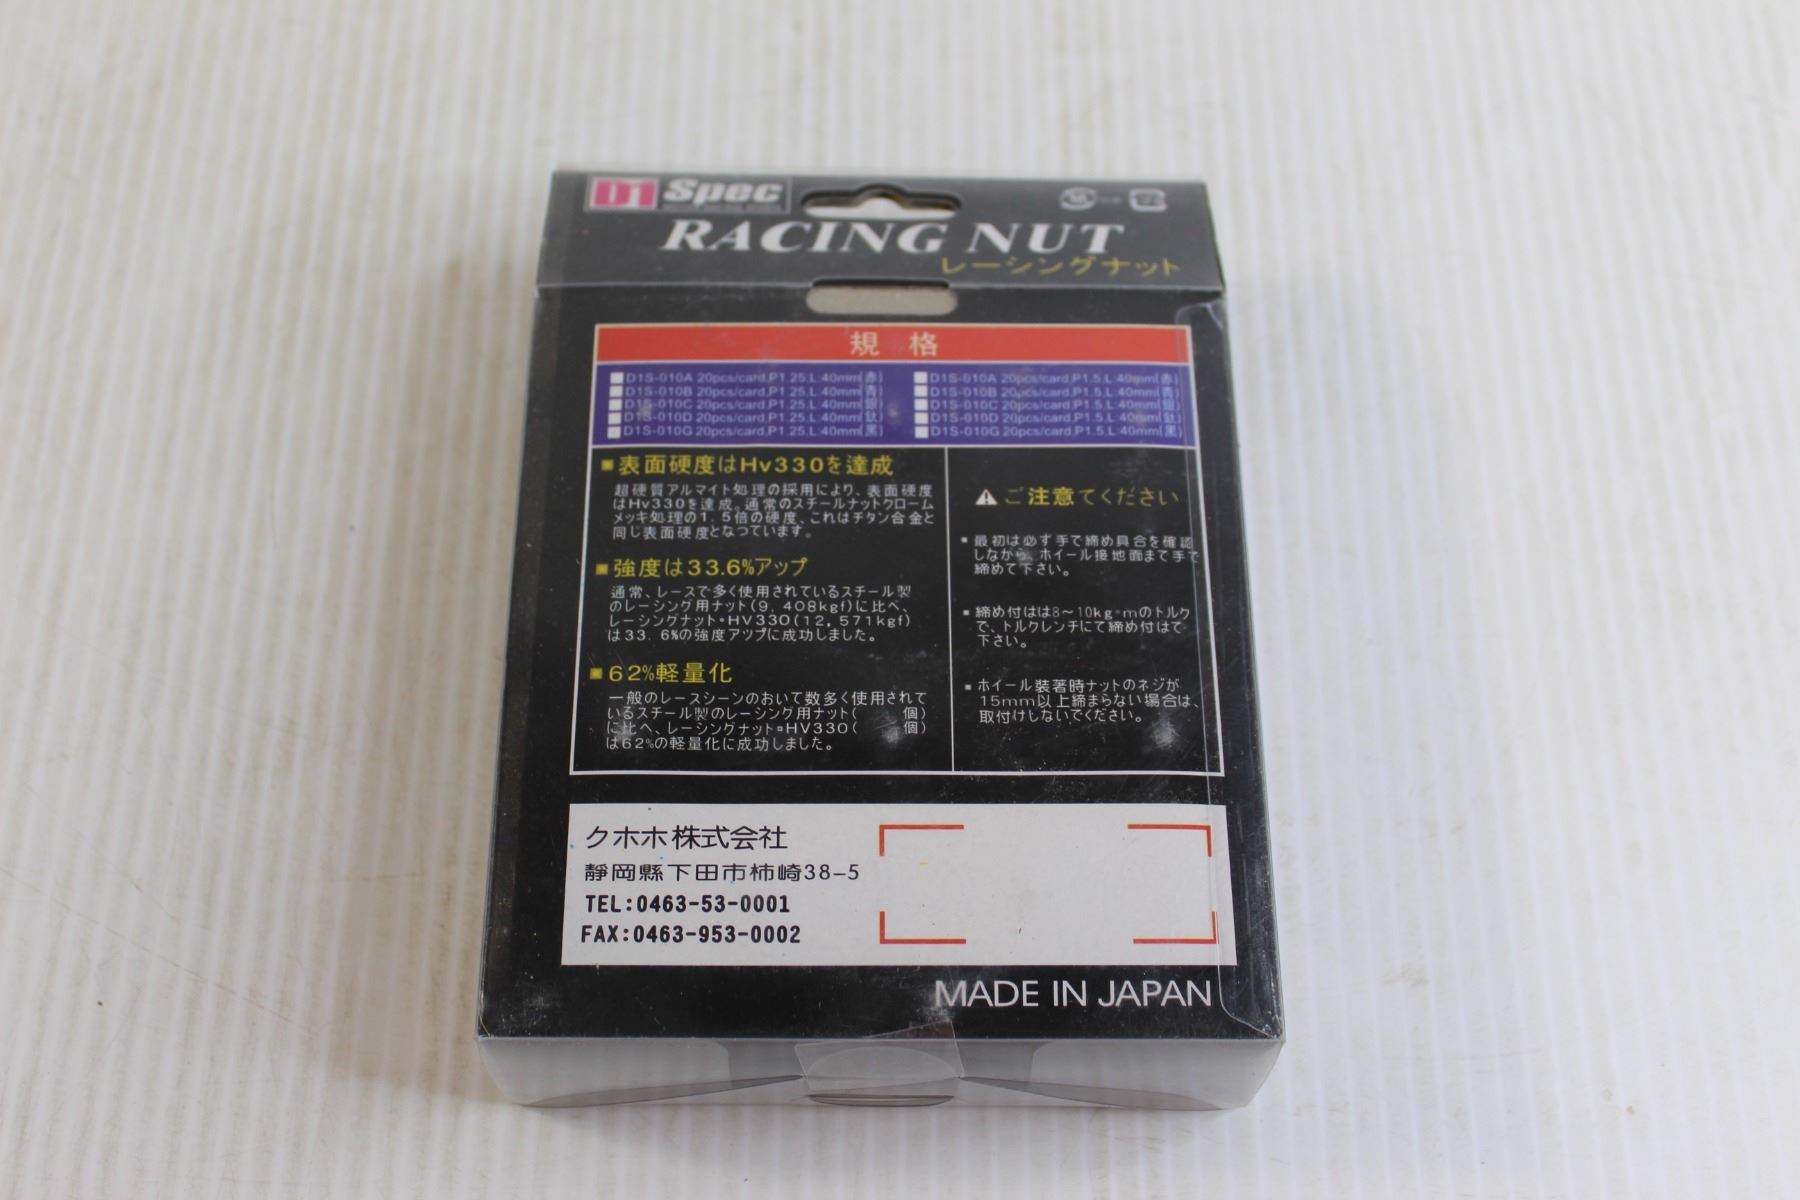 D1 Spec
RACING NUT
レーシングナット
規 格
D1S-010A 20pcs/card,P1.25,L:40mm(赤)
D1S-010B 20pcs/card,P1.25,L:40mm(青)
D1S-010C 20pcs/card,P1.25,L:40mm(銀)
D1S-010D 20pcs/card,P1.25,L:40mm(鈦)
D1S-010G 20pcs/card,P1.25,L:40mm(黒)
D1S-010A 20pcs/card,P1.5,L:40mm(赤)
D1S-010B 20pcs/card,P1.5,L:40mm(青)
D1S-010C 20pcs/card,P1.5,L:40mm(銀)
D1S-010D 20pcs/card,P1.5,L:40mm(鈦)
D1S-010G 20pcs/card,P1.5,L:40mm(黒)
表面硬度はHv330を達成
超硬質アルマイト処理の採用により、表面硬度
はHv330を達成。通常のスチールナットクローム
メッキ処理の1.5倍の硬度、これはチタン合金と
同じ表面硬度となつています。
強度は33.6%アップ
通常、レースで多く使用されているスチール製
のレーシング用ナット(9,408kgf)に比べ、
レーシングナット•HV330(12,571kgf)
は33.6%の強度アップに成功しました。
62%軽量化
一般のレースシーンのおいて数多く使用されて
いるスチール製のレーシング用ナット( 個)
に比べ、レーシングナット▪HV330( 個)
は62%の軽量化に成功しました。
ご注意てください
最初は必ず手で締め具合を確認
しながら、ホイール接地面まて手で
締めて下さい。
締め付はは8～10kg·mのトルク
で、トルクレンチにて締め付はて
下さい。
ホイール裝著時ナットのネジが
15mm以上締まらない場合は、
取付けしないでください。
クホホ株式会社
靜岡縣下田市柿崎38-5
TEL:0463-53-0001
FAX:0463-953-0002
MADE IN JAPAN